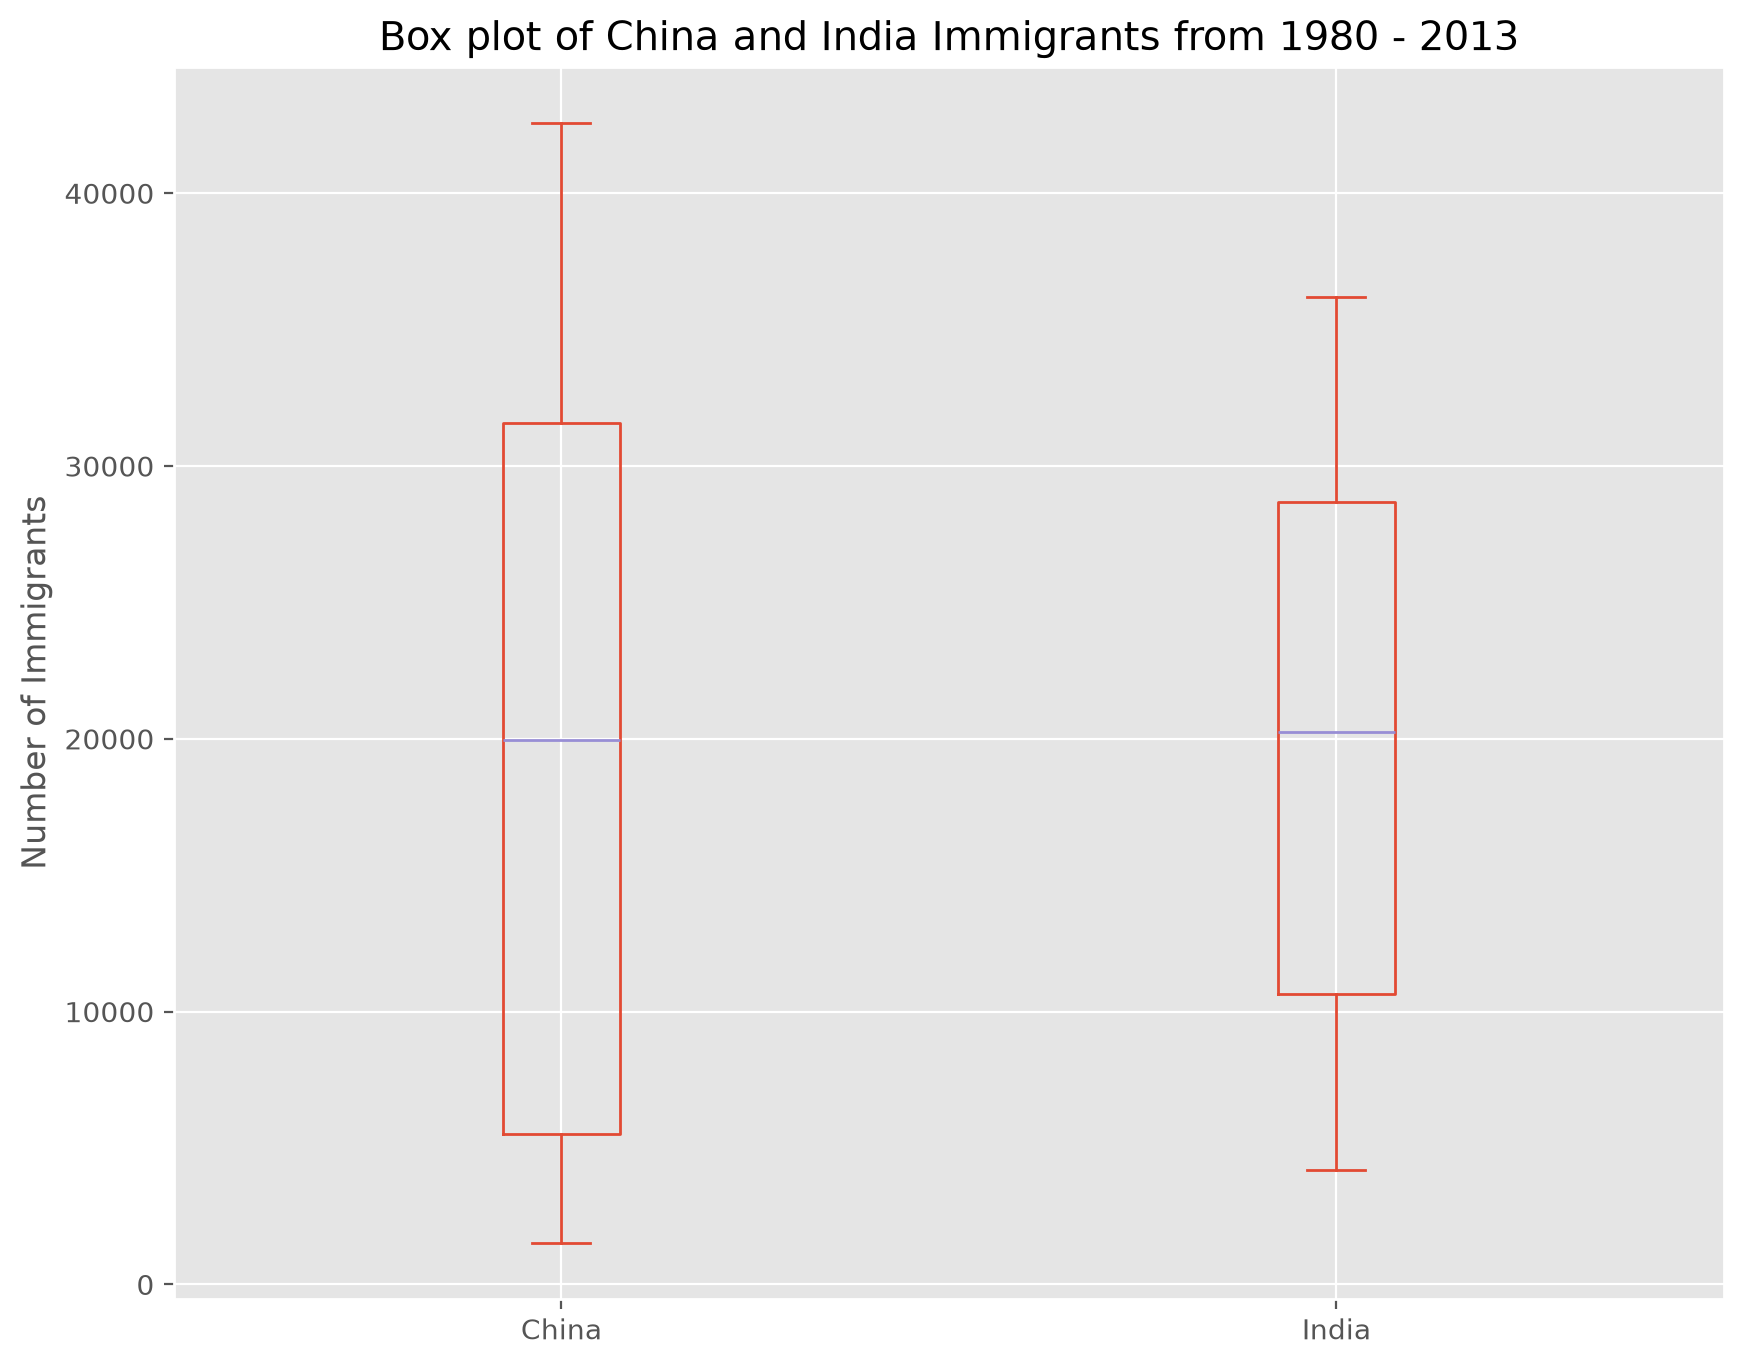 Box plot of China and India Immigrants from 1980 - 2013
Number of Immigrants
40000
30000
20000
10000
0
China
India